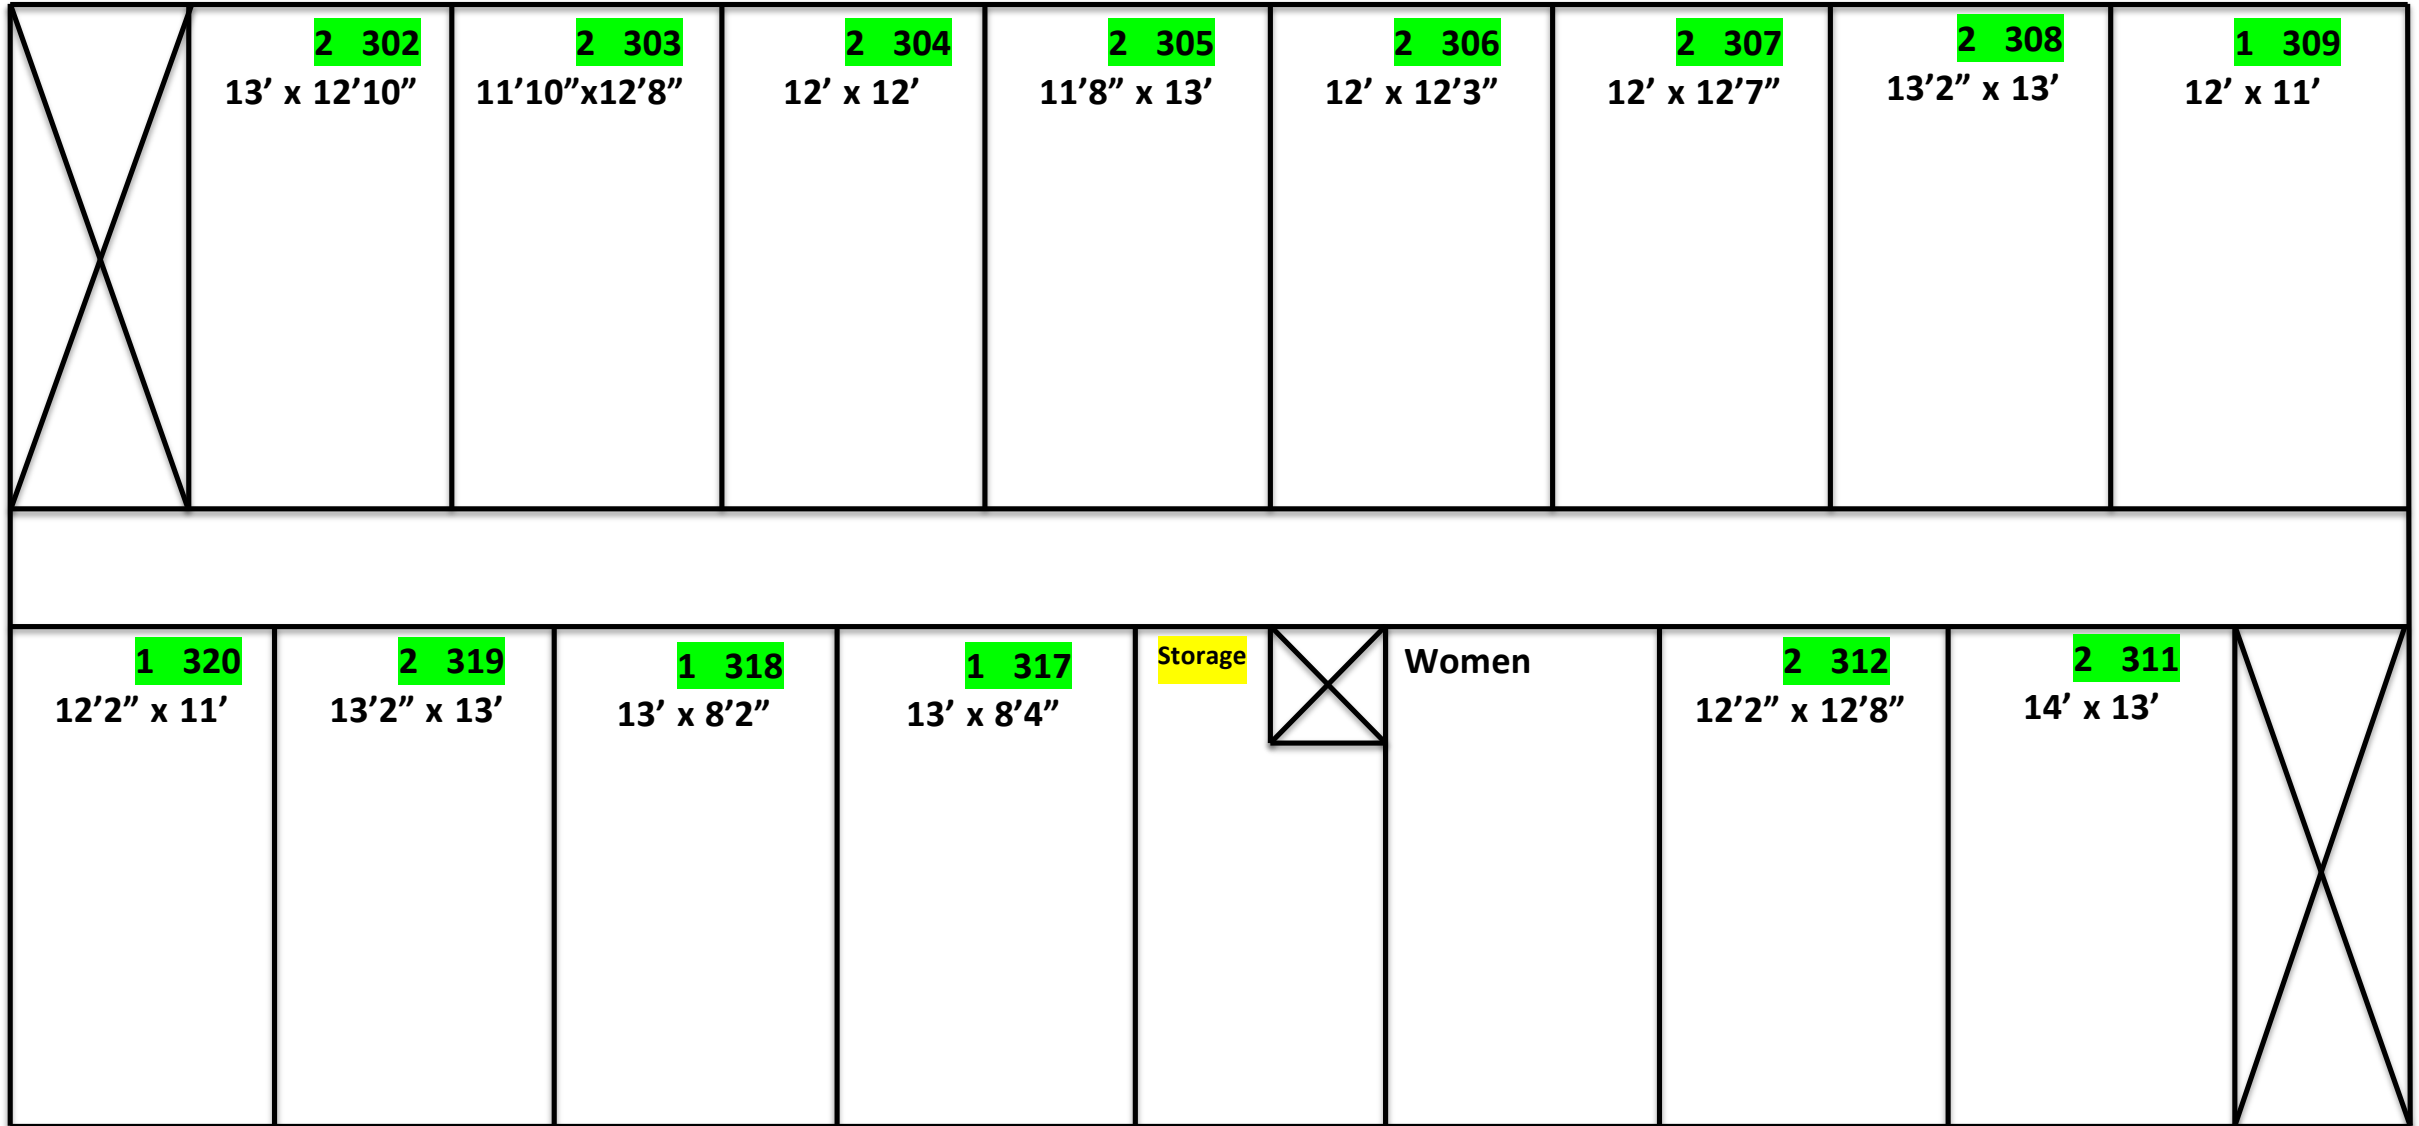 2 302
13’ x 12’10”
2 303
11’10”x12’8”
2 304
12’ x 12’
2 305
11’8” x 13’
2 306
12’ x 12’3”
2 307
12’ x 12’7”
2 308
13’2” x 13’
1 309
12’ x 11’
1 320
12’2” x 11’
2 319
13’2” x 13’
1 318
13’ x 8’2”
1 317
13’ x 8’4”
Storage
Women
2 312
12’2” x 12’8”
2 311
14’ x 13’